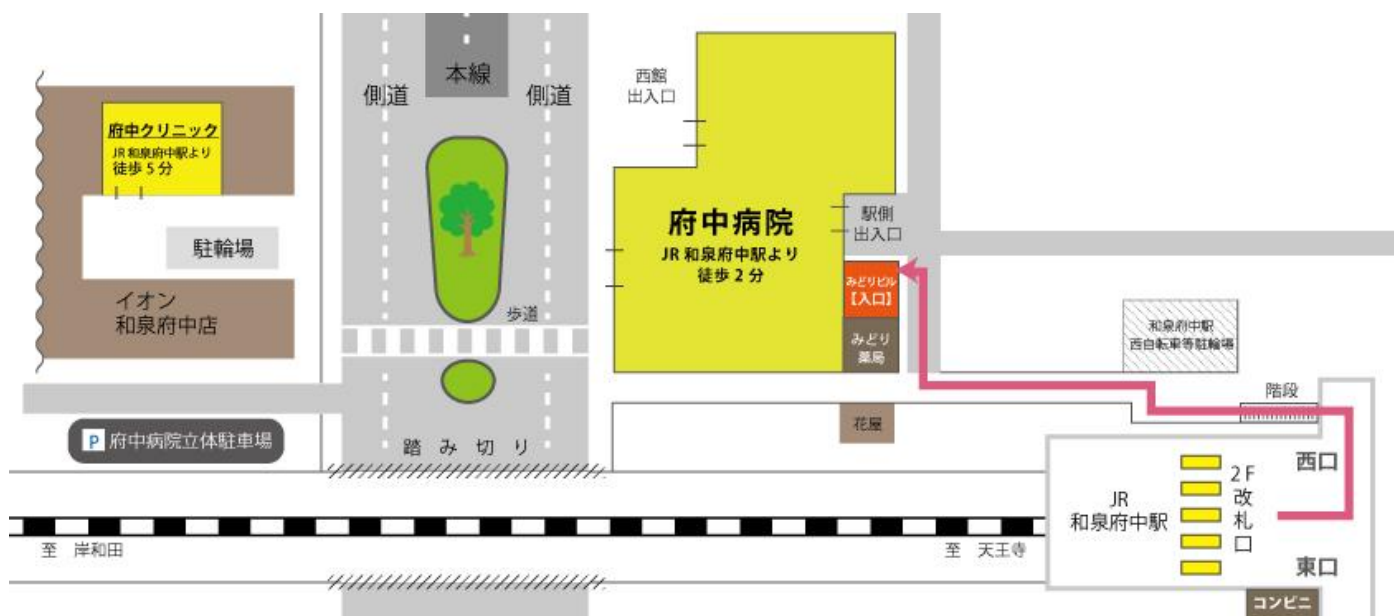 本線
側道
側道
西館
出入口
府中クリニック
JR 和泉府中駅より
徒歩 5 分
駐輪場
イオン
和泉府中店
歩道
府中病院
JR 和泉府中駅より
徒歩 2 分
駅側
出入口
みどりビル
【入口】
みどり
薬局
和泉府中駅
西自転車等駐輪場
階段
花屋
P 府中病院立体駐車場
踏み切り
西口
2F
改
札
口
JR
和泉府中駅
東口
コンビニ
至 岸和田
至 天王寺